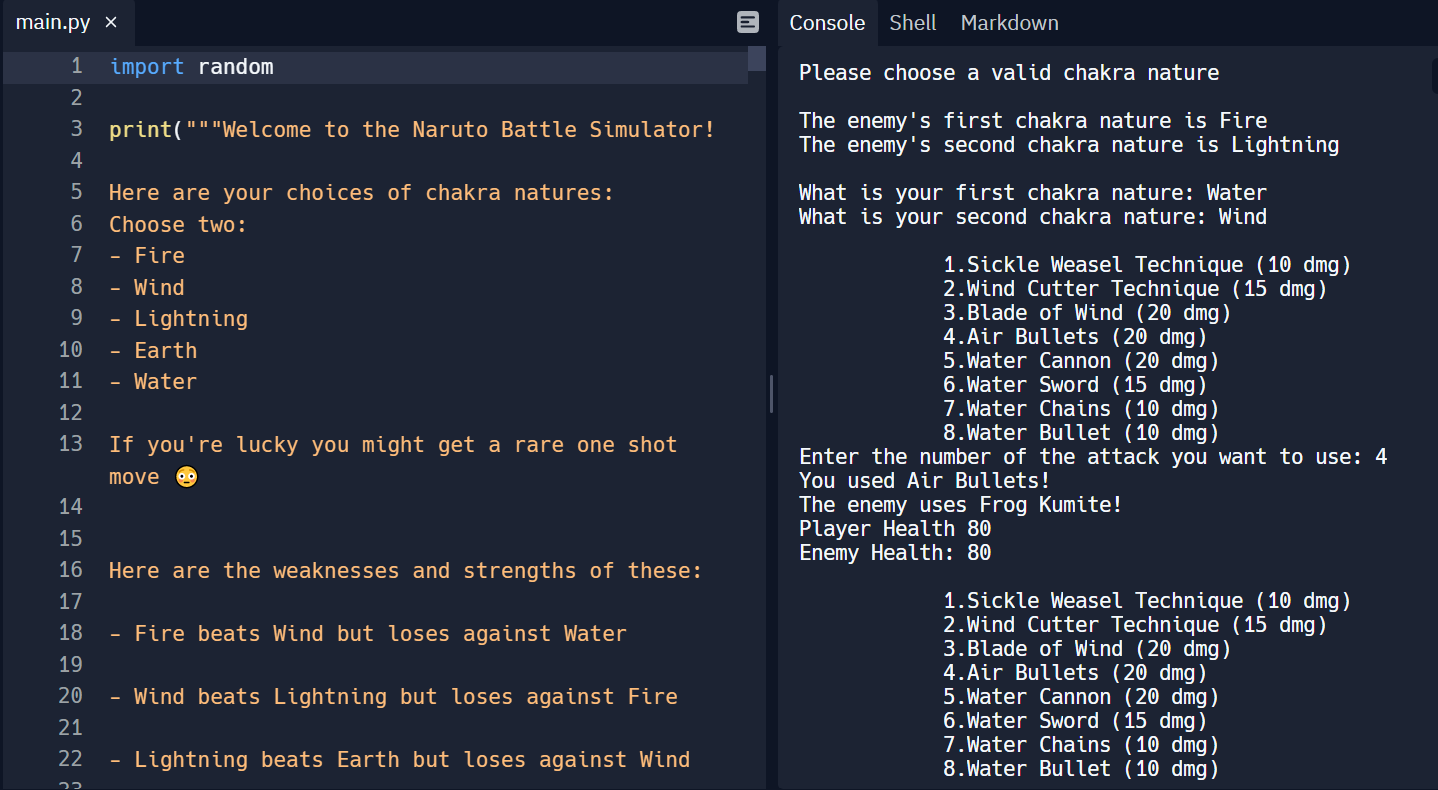 main.py ×
1 import random
2
3 print("""Welcome to the Naruto Battle Simulator!
4
5 Here are your choices of chakra natures:
6 Choose two:
7 - Fire
8 - Wind
9 - Lightning
10 - Earth
11 - Water
12
13 If you're lucky you might get a rare one shot
move 😳
14
15
16 Here are the weaknesses and strengths of these:
17
18 - Fire beats Wind but loses against Water
19
20 - Wind beats Lightning but loses against Fire
21
22 - Lightning beats Earth but loses against Wind
23
Console Shell Markdown
Please choose a valid chakra nature
The enemy's first chakra nature is Fire
The enemy's second chakra nature is Lightning
What is your first chakra nature: Water
What is your second chakra nature: Wind
1.Sickle Weasel Technique (10 dmg)
2.Wind Cutter Technique (15 dmg)
3.Blade of Wind (20 dmg)
4.Air Bullets (20 dmg)
5.Water Cannon (20 dmg)
6.Water Sword (15 dmg)
7.Water Chains (10 dmg)
8.Water Bullet (10 dmg)
Enter the number of the attack you want to use: 4
You used Air Bullets!
The enemy uses Frog Kumite!
Player Health 80
Enemy Health: 80
1.Sickle Weasel Technique (10 dmg)
2.Wind Cutter Technique (15 dmg)
3.Blade of Wind (20 dmg)
4.Air Bullets (20 dmg)
5.Water Cannon (20 dmg)
6.Water Sword (15 dmg)
7.Water Chains (10 dmg)
8.Water Bullet (10 dmg)